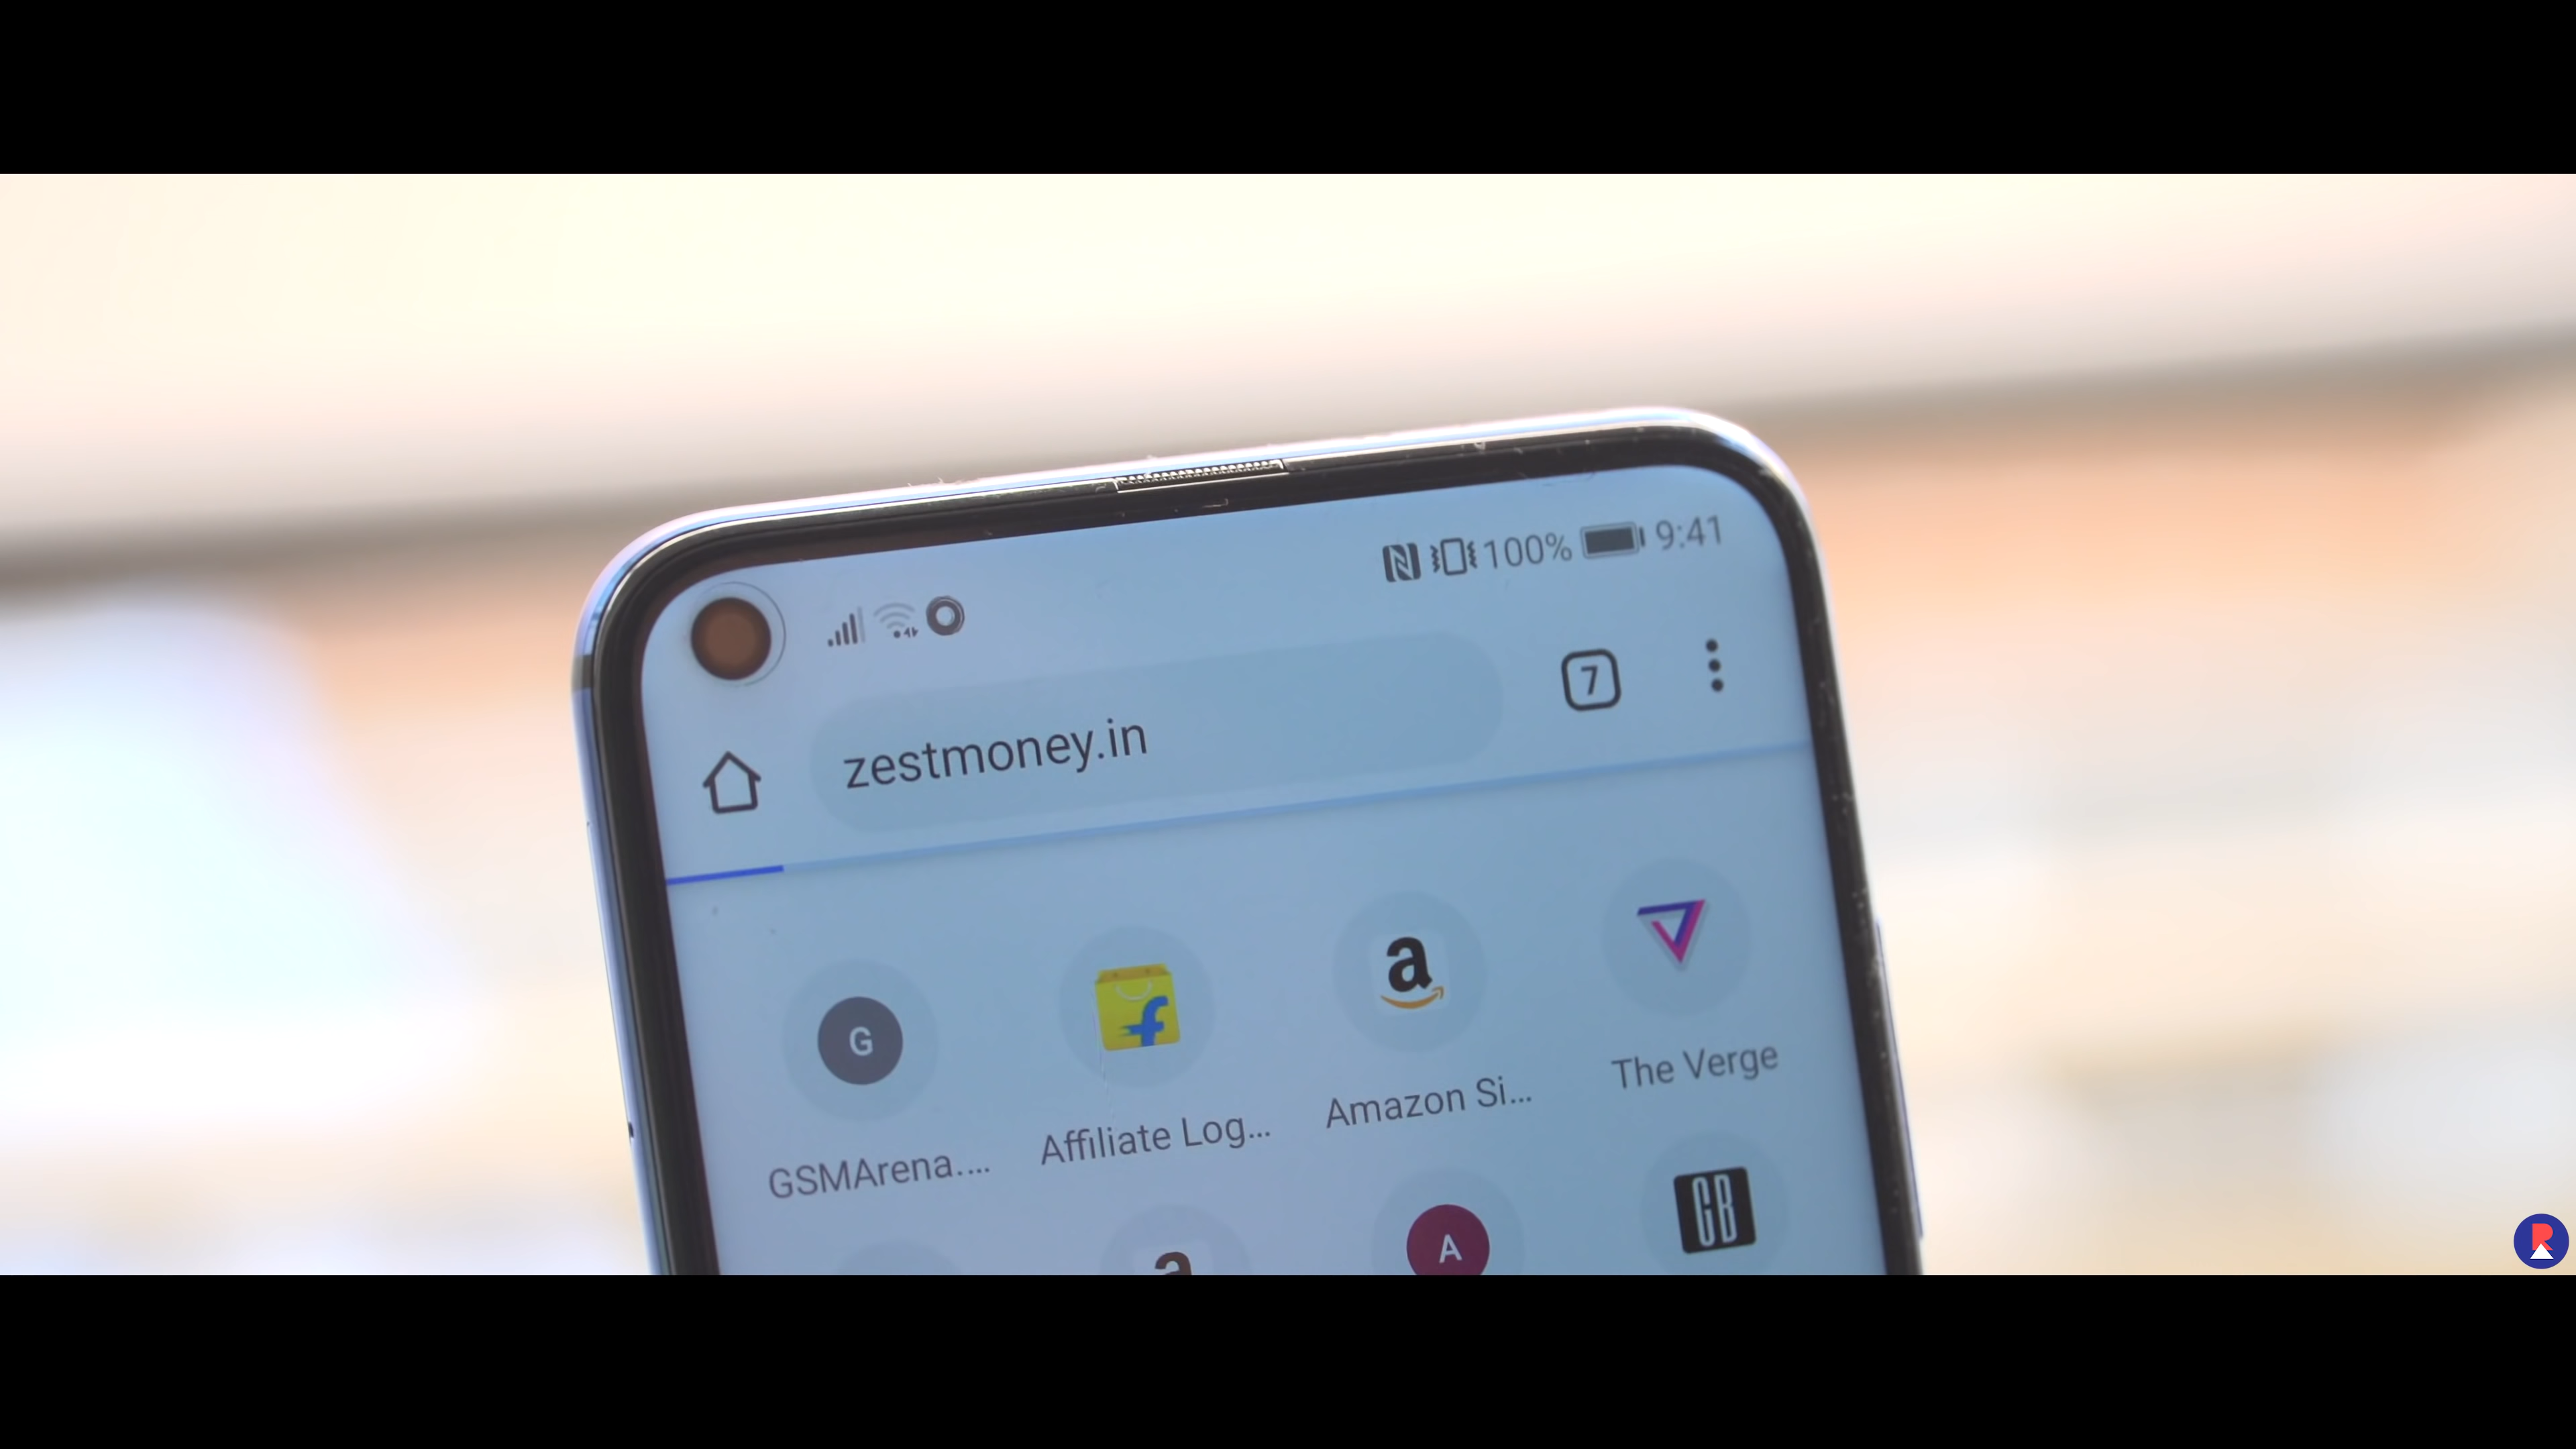 100% 9:41
7
zestmoney.in
G
f
a
GSMArena....
Affiliate Log...
Amazon Si...
The Verge
a
A
GB
R